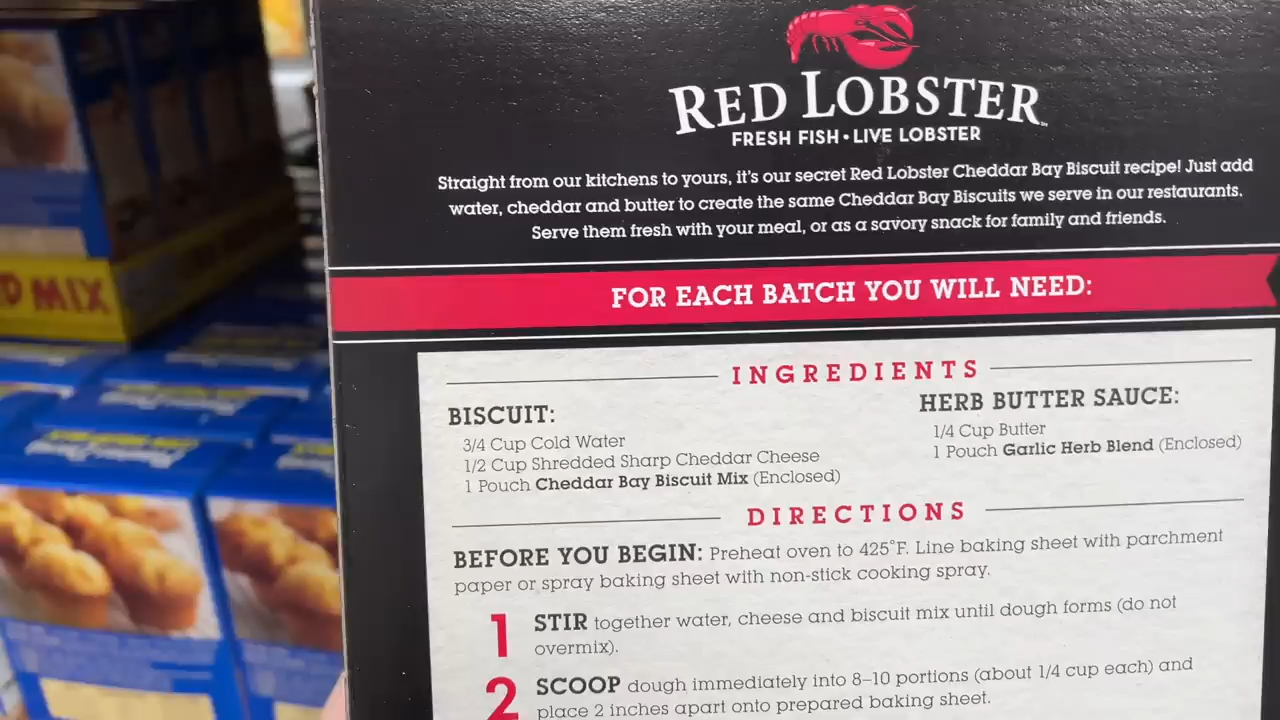 RED LOBSTER
FRESH FISH • LIVE LOBSTER
Straight from our kitchens to yours, it's our secret Red Lobster Cheddar Bay Biscuit recipe! Just add
water, cheddar and butter to create the same Cheddar Bay Biscuits we serve in our restaurants.
Serve them fresh with your meal, or as a savory snack for family and friends.
FOR EACH BATCH YOU WILL NEED:
INGREDIENTS
BISCUIT:
3/4 Cup Cold Water
1/2 Cup Shredded Sharp Cheddar Cheese
1 Pouch Cheddar Bay Biscuit Mix (Enclosed)
HERB BUTTER SAUCE:
1/4 Cup Butter
1 Pouch Garlic Herb Blend (Enclosed)
DIRECTIONS
BEFORE YOU BEGIN: Preheat oven to 425°F. Line baking sheet with parchment
paper or spray baking sheet with non-stick cooking spray.
1 STIR together water, cheese and biscuit mix until dough forms (do not
overmix).
2 SCOOP dough immediately into 8-10 portions (about 1/4 cup each) and
place 2 inches apart onto prepared baking sheet.
MIX